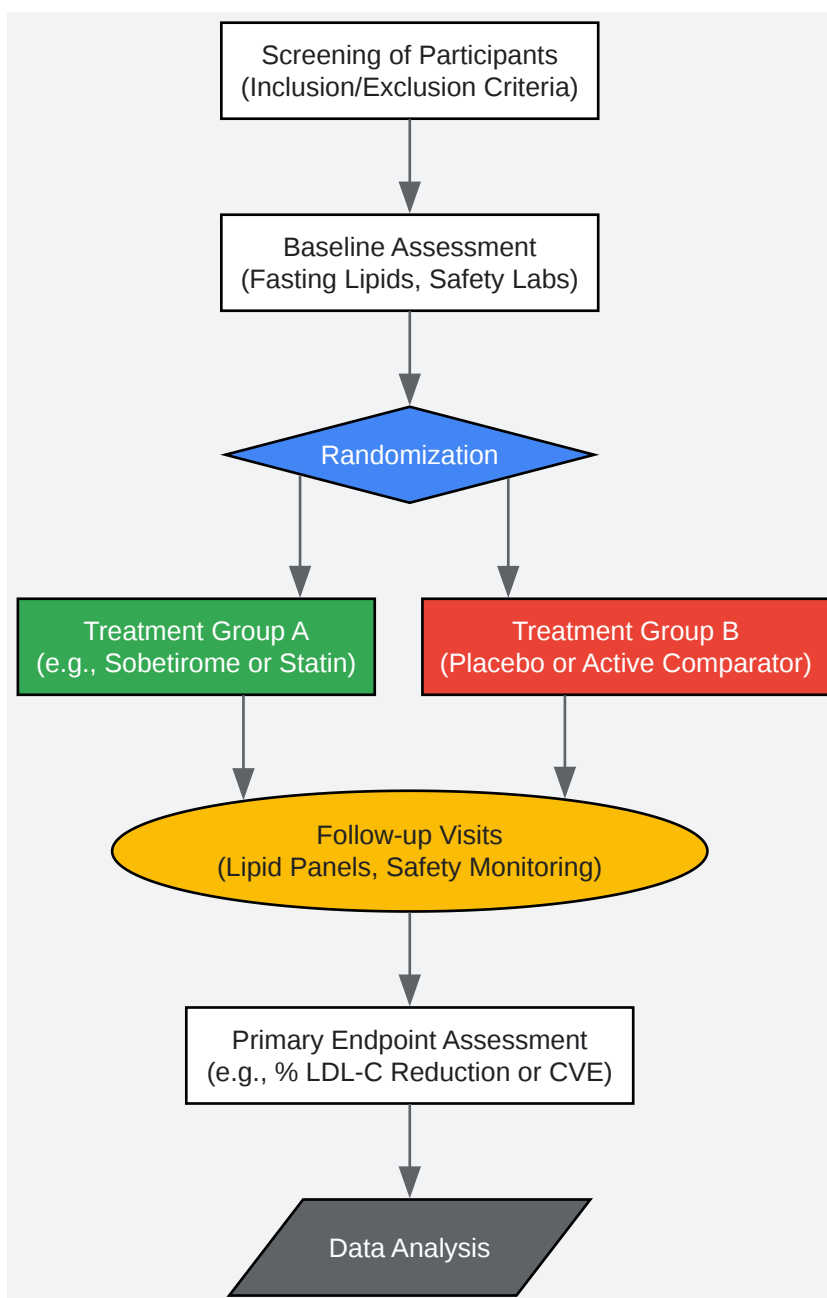 Screening of Participants
(Inclusion/Exclusion Criteria)
Baseline Assessment
(Fasting Lipids, Safety Labs)
Randomization
Treatment Group A
(e.g., Sobetirome or Statin)
Treatment Group B
(Placebo or Active Comparator)
Follow-up Visits
(Lipid Panels, Safety Monitoring)
Primary Endpoint Assessment
(e.g., % LDL-C Reduction or CVE)
Data Analysis